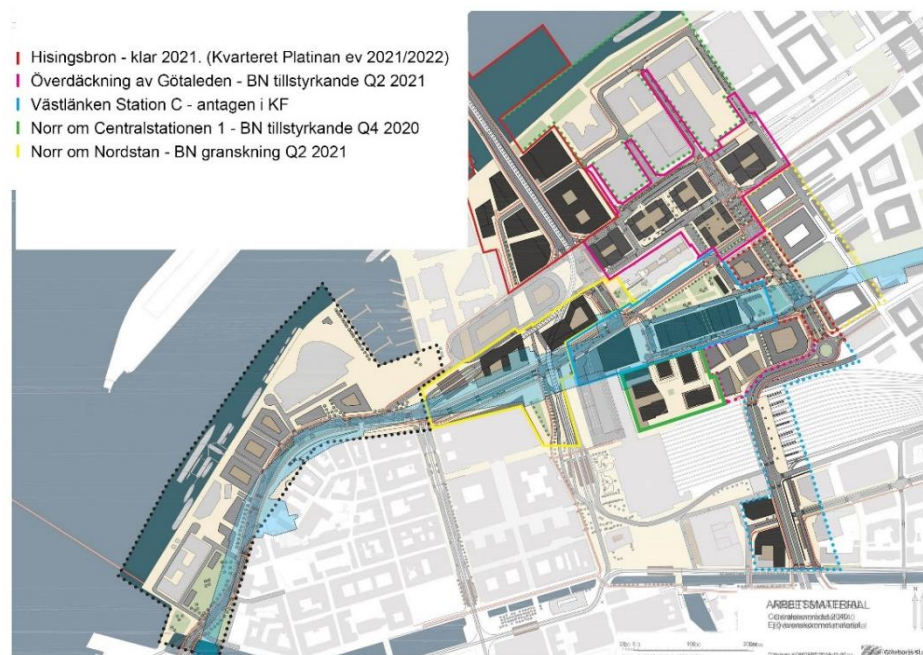 Hisingsbron - klar 2021. (Kvarteret Platinan ev 2021/2022)
Överdäckning av Götaleden - BN tillstyrkande Q2 2021
Västlänken Station C - antagen i KF
Norr om Centralstationen 1 - BN tillstyrkande Q4 2020
Norr om Nordstan - BN granskning Q2 2021
ARBETSMATERIAL